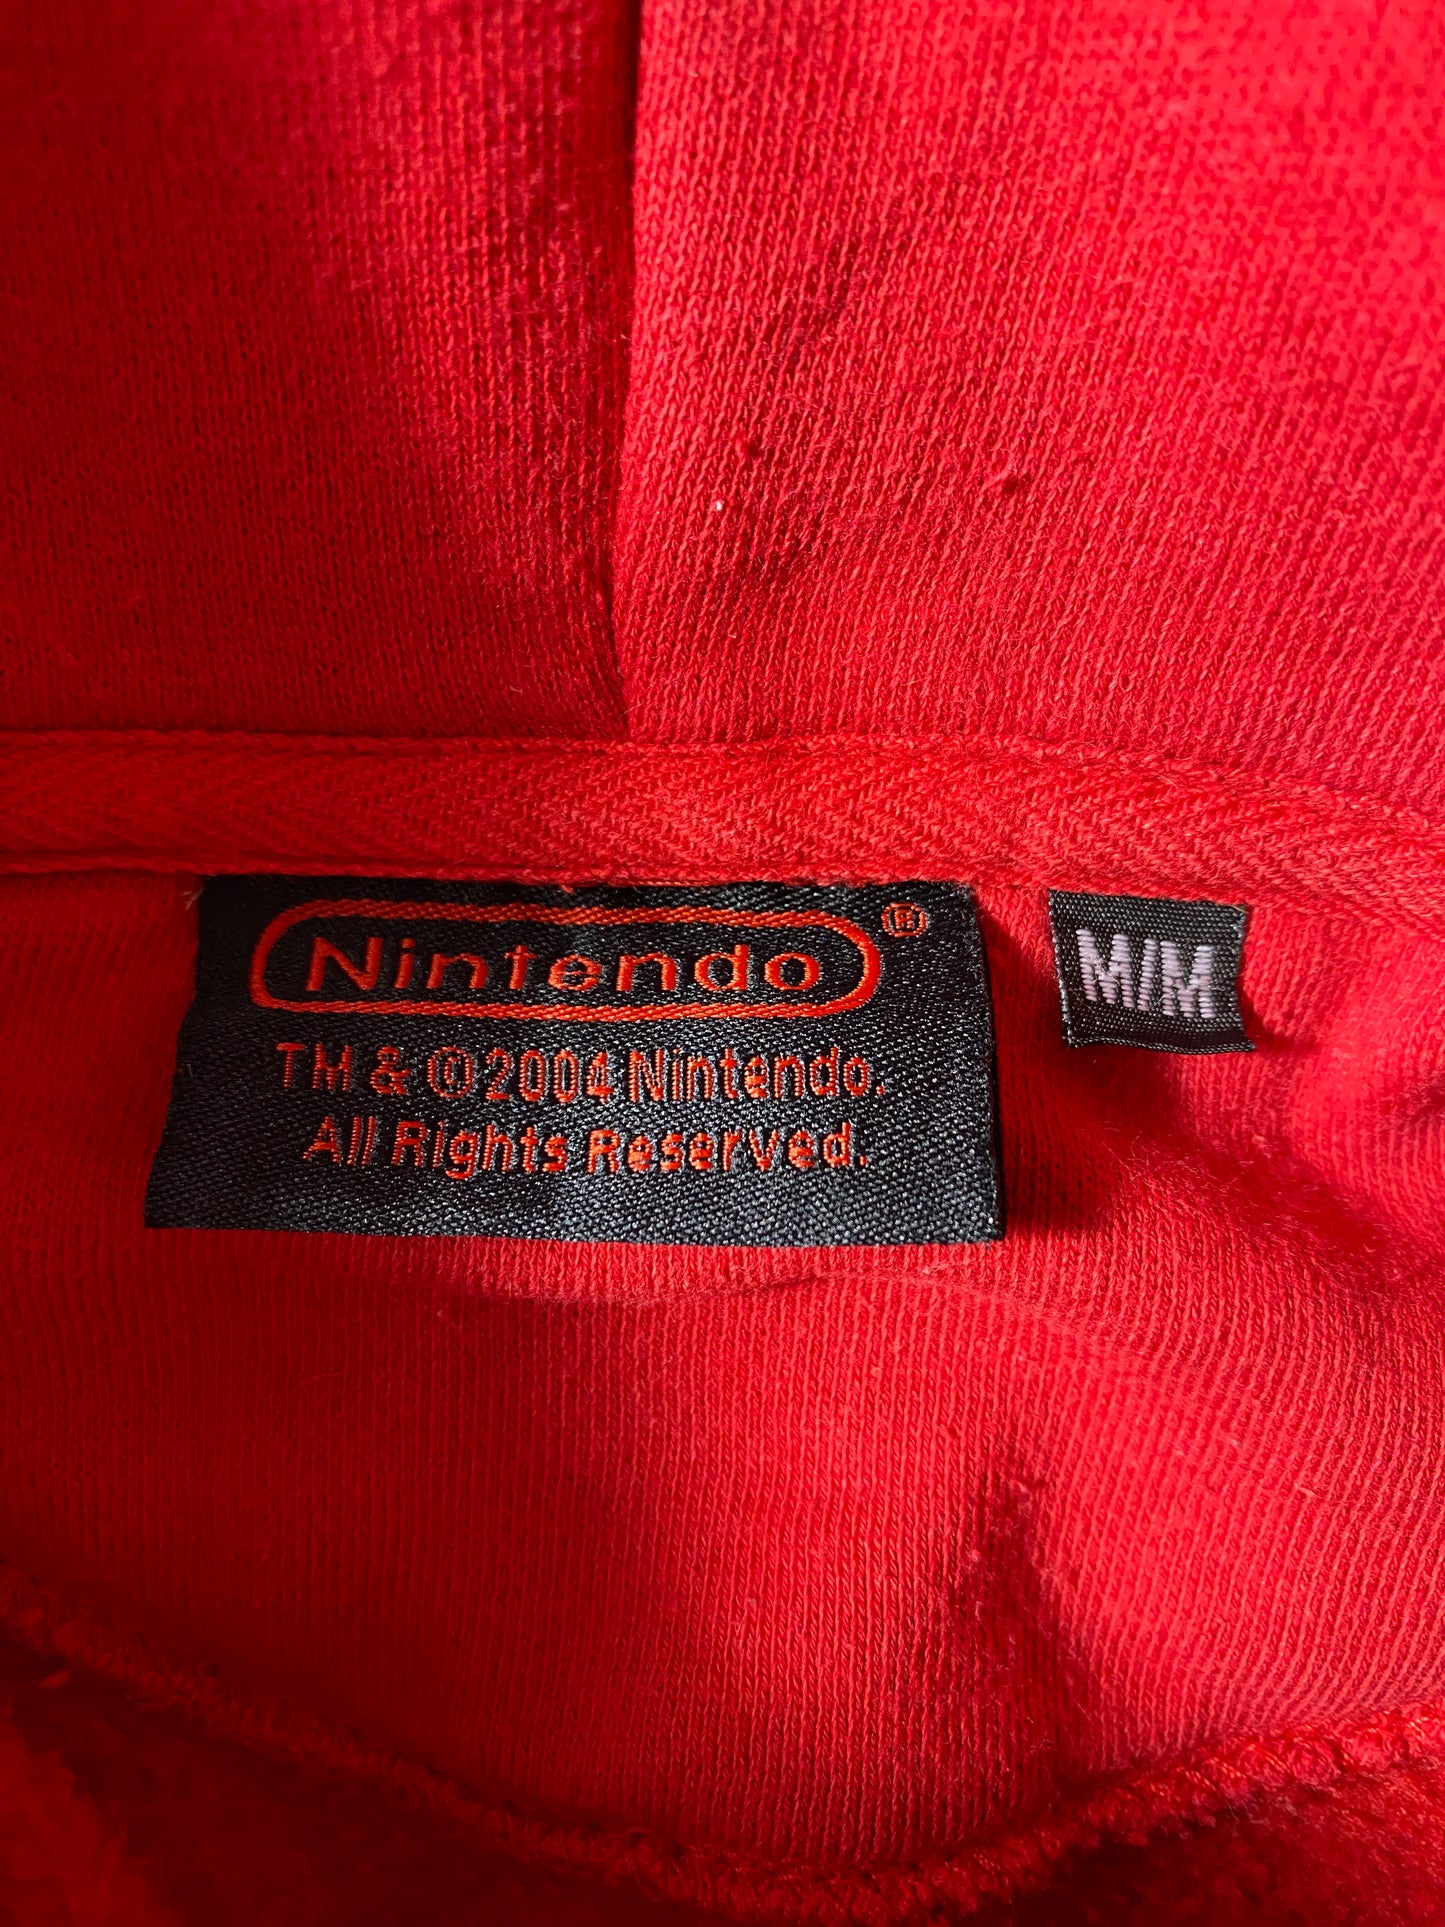 Nintendo®
TM & ©2004 Nintendo.
All Rights Reserved.
M/M